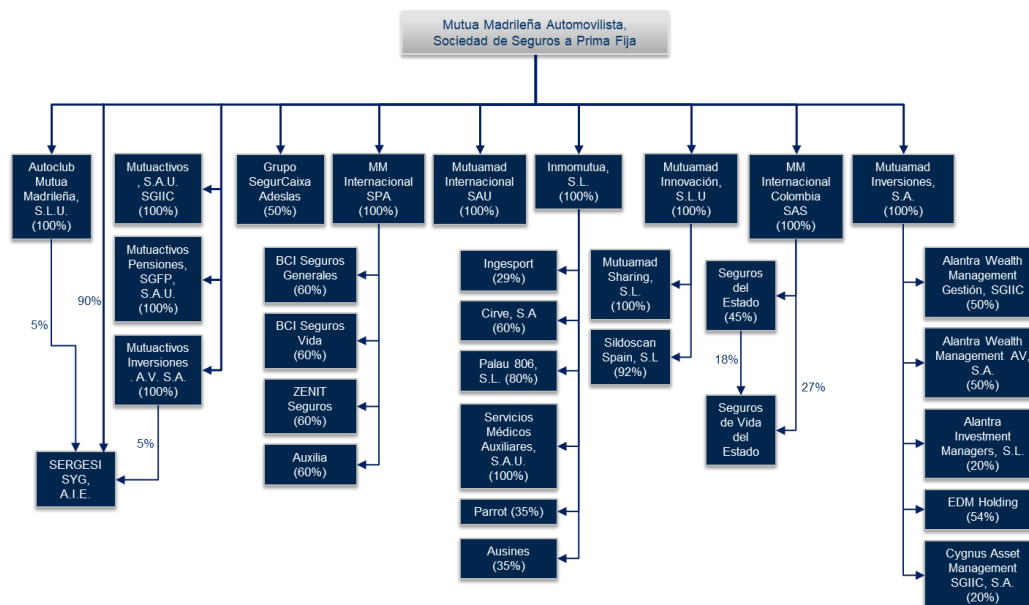 Mutua Madrileña Automovilista,
Sociedad de Seguros a Prima Fija
Autoclub
Mutua
Madrileña,
S.L.U.
(100%)
Mutuactivos
, S.A.U.
SGIIC
(100%)
Grupo
SegurCaixa
Adeslas
(50%)
MM
Internacional
SPA
(100%)
Mutuamad
Internacional
SAU
(100%)
Inmomutua,
S.L.
(100%)
Mutuamad
Innovación,
S.L.U
(100%)
MM
Internacional
Colombia
SAS
(100%)
Mutuamad
Inversiones,
S.A.
(100%)
Mutuactivos
Pensiones,
SGFP,
S.A.U.
(100%)
Mutuactivos
Inversiones
. A.V. S.A.
(100%)
5%
90%
5%
SERGESI
SYG,
A.I.E.
BCI Seguros
Generales
(60%)
BCI Seguros
Vida
(60%)
ZENIT
Seguros
(60%)
Auxilia
(60%)
Ingesport
(29%)
Cirve, S.A
(60%)
Palau 806,
S.L. (80%)
Servicios
Médicos
Auxiliares,
S.A.U.
(100%)
Parrot (35%)
Ausines
(35%)
Mutuamad
Sharing,
S.L.
(100%)
Sildoscan
Spain, S.L
(92%)
Seguros
del
Estado
(45%)
18%
27%
Seguros
de Vida
del
Estado
Alantra Wealth
Management
Gestión, SGIIC
(50%)
Alantra Wealth
Management AV,
S.A.
(50%)
Alantra
Investment
Managers, S.L.
(20%)
EDM Holding
(54%)
Cygnus Asset
Management
SGIIC, S.A.
(20%)